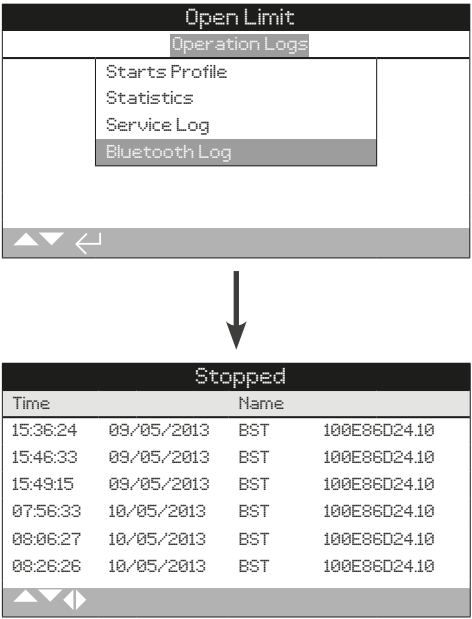 Open Limit
Operation Logs
Starts Profile
Statistics
Service Log
Bluetooth Log
Stopped
Time Name
15:36:24 09/05/2013 BST 100E86D24.10
15:46:33 09/05/2013 BST 100E86D24.10
15:49:15 09/05/2013 BST 100E86D24.10
07:56:33 10/05/2013 BST 100E86D24.10
08:06:27 10/05/2013 BST 100E86D24.10
08:26:26 10/05/2013 BST 100E86D24.10